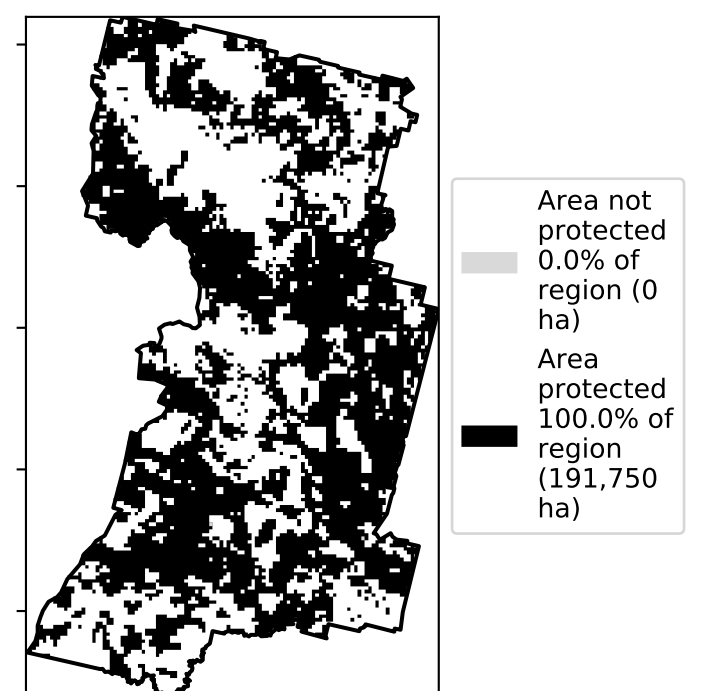 Area not
protected
0.0% of
region (0
ha)
Area
protected
100.0% of
region
(191,750
ha)